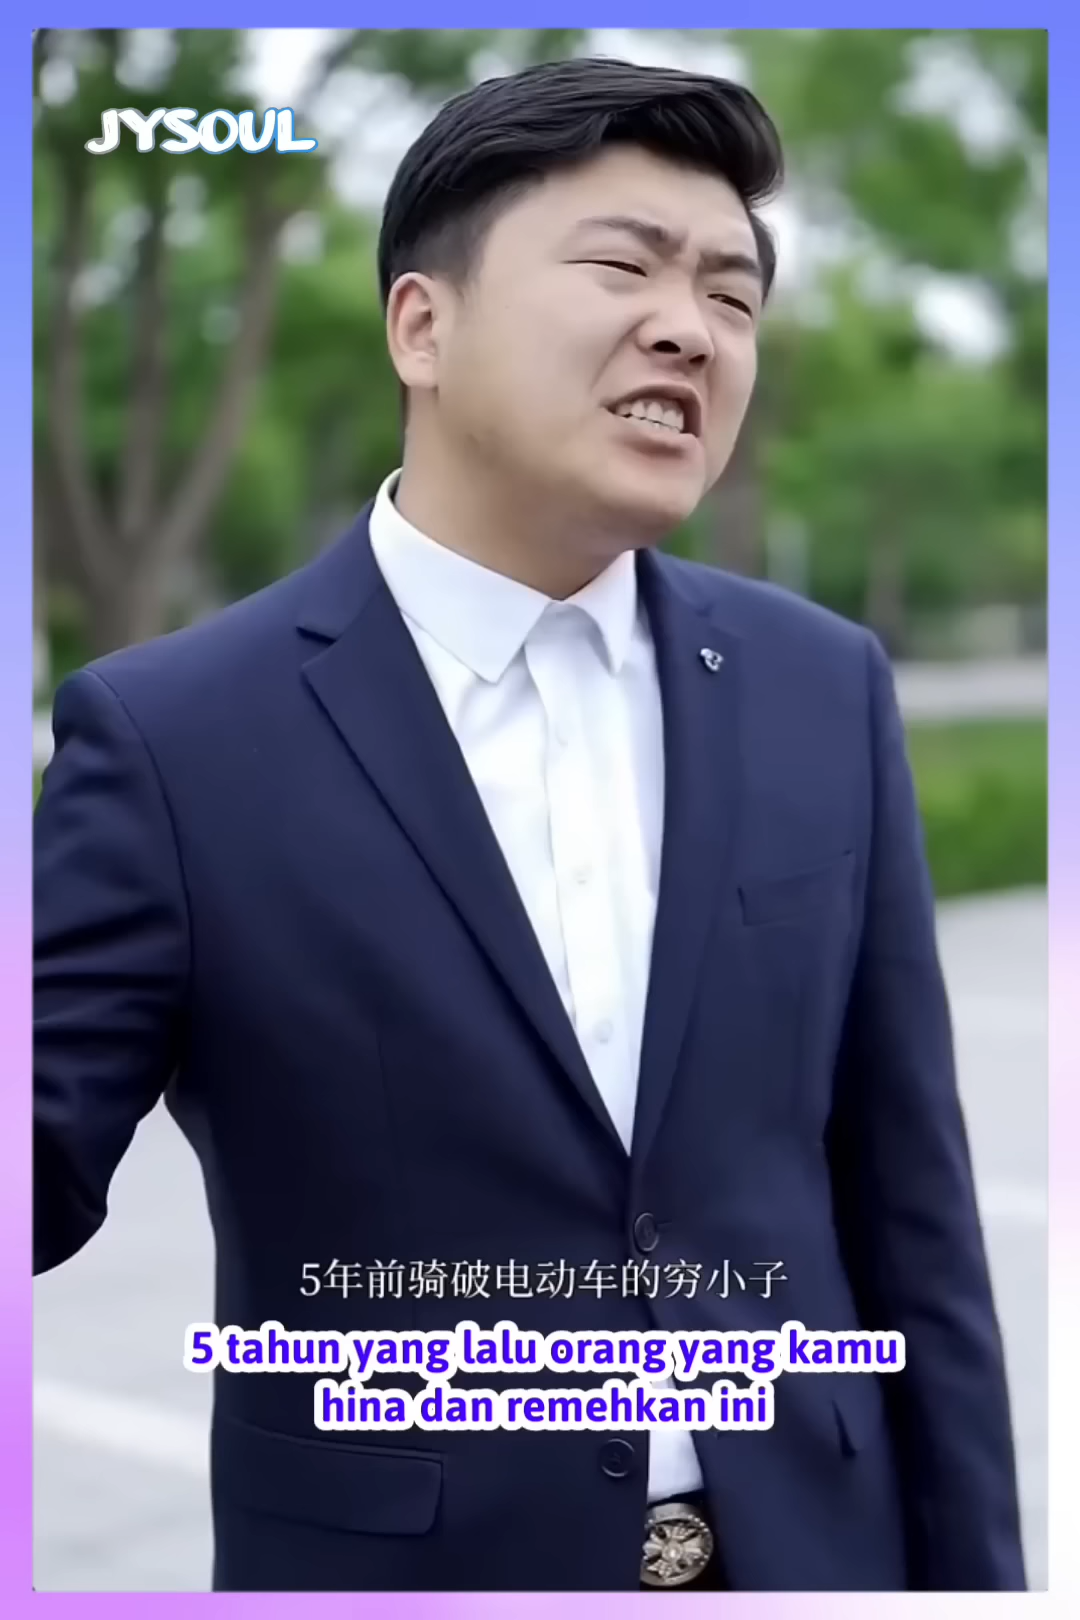 JYSOUL
5年前骑破电动车的穷小子
5 tahun yang lalu orang yang kamu
hina dan remehkan ini